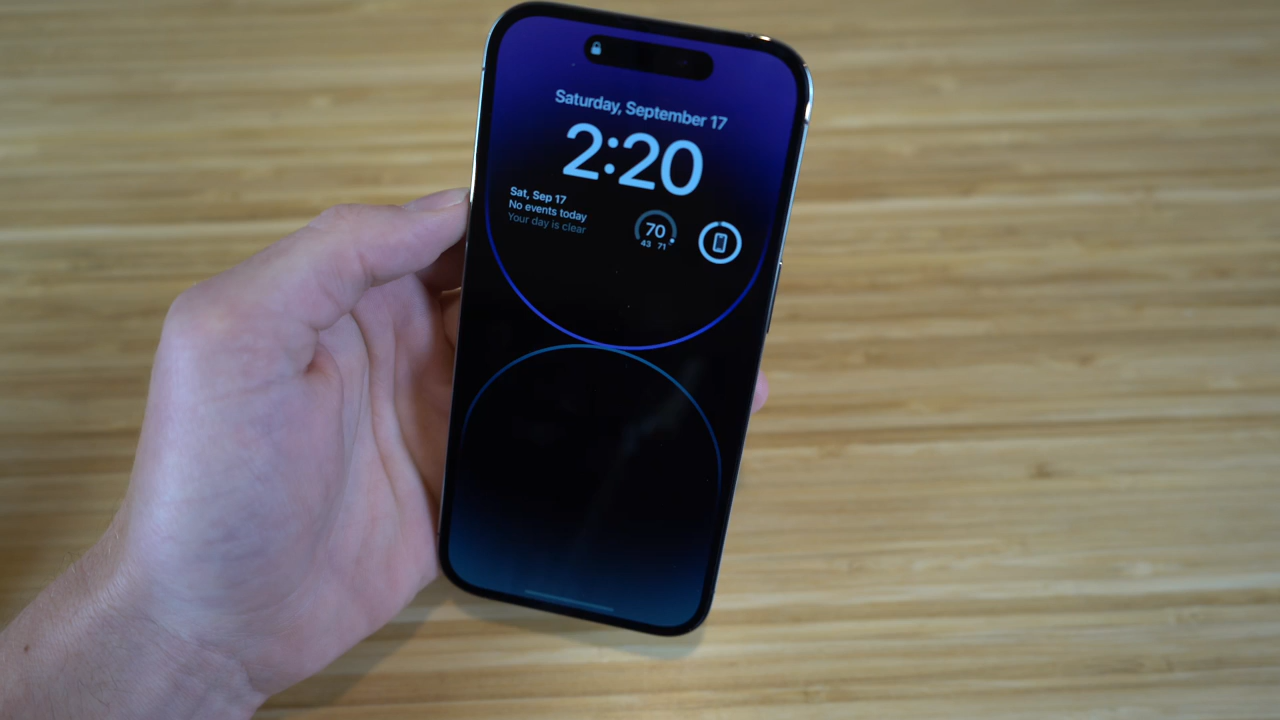 Saturday, September 17
2:20
Sat, Sep 17
No events today
Your day is clear
70
43 71